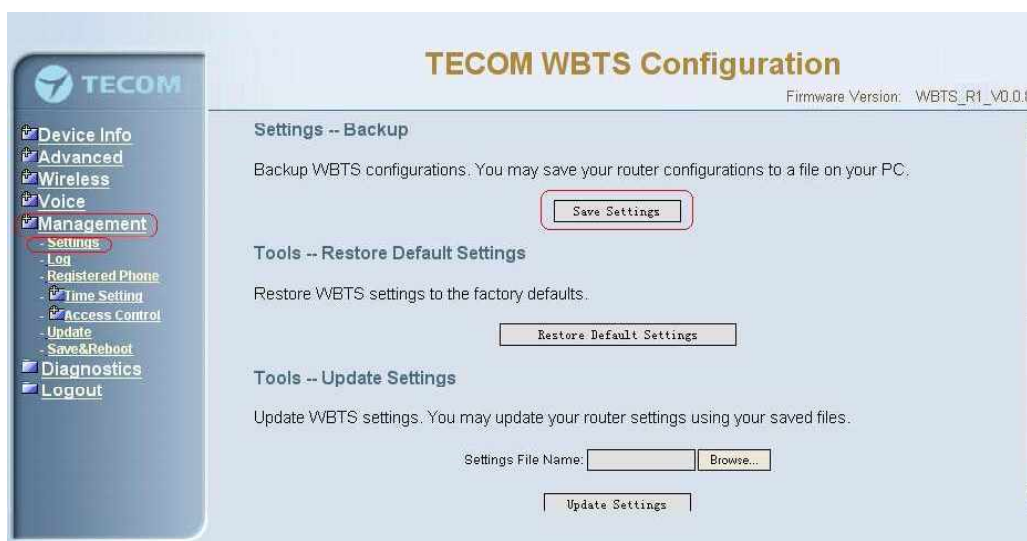 TECOM
TECOM WBTS Configuration
Firmware Version: WBTS_R1_V0.0.8
Device Info
Advanced
Wireless
Voice
Management
- Settings
- Log
- Registered Phone
- Time Setting
- Access Control
- Update
- Save&Reboot
Diagnostics
Logout
Settings -- Backup
Backup WBTS configurations. You may save your router configurations to a file on your PC.
Save Settings
Tools -- Restore Default Settings
Restore WBTS settings to the factory defaults.
Restore Default Settings
Tools -- Update Settings
Update WBTS settings. You may update your router settings using your saved files.
Settings File Name: Browse...
Update Settings